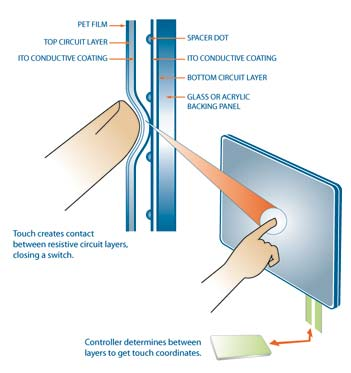 PET FILM
TOP CIRCUIT LAYER
ITO CONDUCTIVE COATING
SPACER DOT
ITO CONDUCTIVE COATING
BOTTOM CIRCUIT LAYER
GLASS OR ACRYLIC
BACKING PANEL
Touch creates contact
between resistive circuit layers,
closing a switch.
Controller determines between
layers to get touch coordinates.